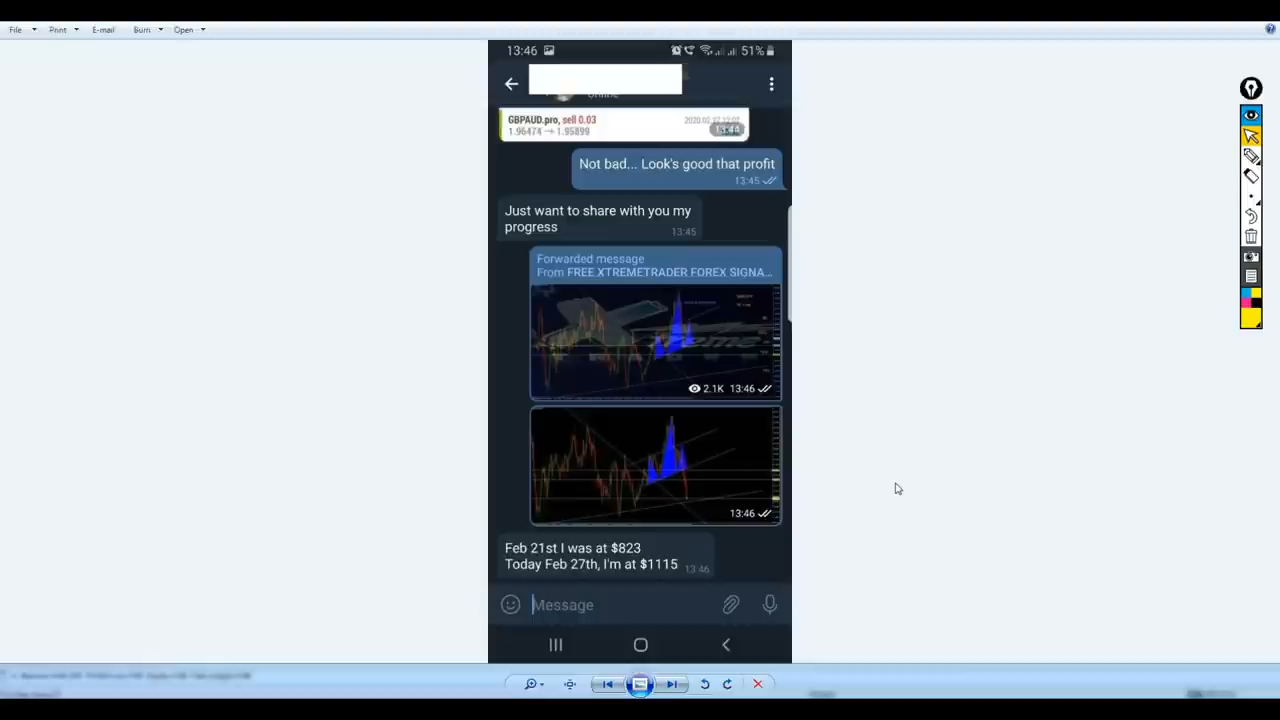 File Print E-mail Burn Open
13:46 51%
GBPAUD.pro, sell 0.03
1.96474 → 1.95899 13:44
Not bad... Look's good that profit
13:45
Just want to share with you my
progress
13:45
Forwarded message
From FREE XTREMETRADER FOREX SIGNA...
2.1K 13:46
13:46
Feb 21st I was at $823
Today Feb 27th, I'm at $1115 13:46
Message